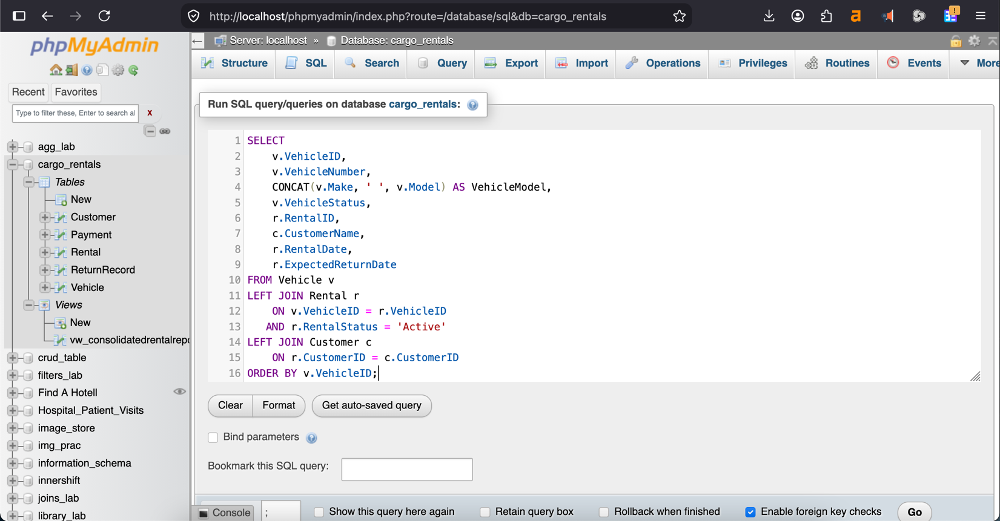 http://localhost/phpmyadmin/index.php?route=/database/sql&db=cargo_rentals
phpMyAdmin
Recent Favorites
Type to filter these, Enter to search al X
agg_lab
cargo_rentals
Tables
New
Customer
Payment
Rental
ReturnRecord
Vehicle
Views
New
vw_consolidatedrentalrepo
crud_table
filters_lab
Find A Hotell
Hospital_Patient_Visits
image_store
img_prac
information_schema
innershift
joins_lab
library_lab
Server: localhost » Database: cargo_rentals
Structure SQL Search Query Export Import Operations Privileges Routines Events More
Run SQL query/queries on database cargo_rentals:
1 SELECT
2 v.VehicleID,
3 v.VehicleNumber,
4 CONCAT(v.Make, ' ', v.Model) AS VehicleModel,
5 v.VehicleStatus,
6 r.RentalID,
7 c.CustomerName,
8 r.RentalDate,
9 r.ExpectedReturnDate
10 FROM Vehicle v
11 LEFT JOIN Rental r
12 ON v.VehicleID = r.VehicleID
13 AND r.RentalStatus = 'Active'
14 LEFT JOIN Customer c
15 ON r.CustomerID = c.CustomerID
16 ORDER BY v.VehicleID;
Clear Format Get auto-saved query
Bind parameters
Bookmark this SQL query:
Console ; Show this query here again Retain query box Rollback when finished Enable foreign key checks Go